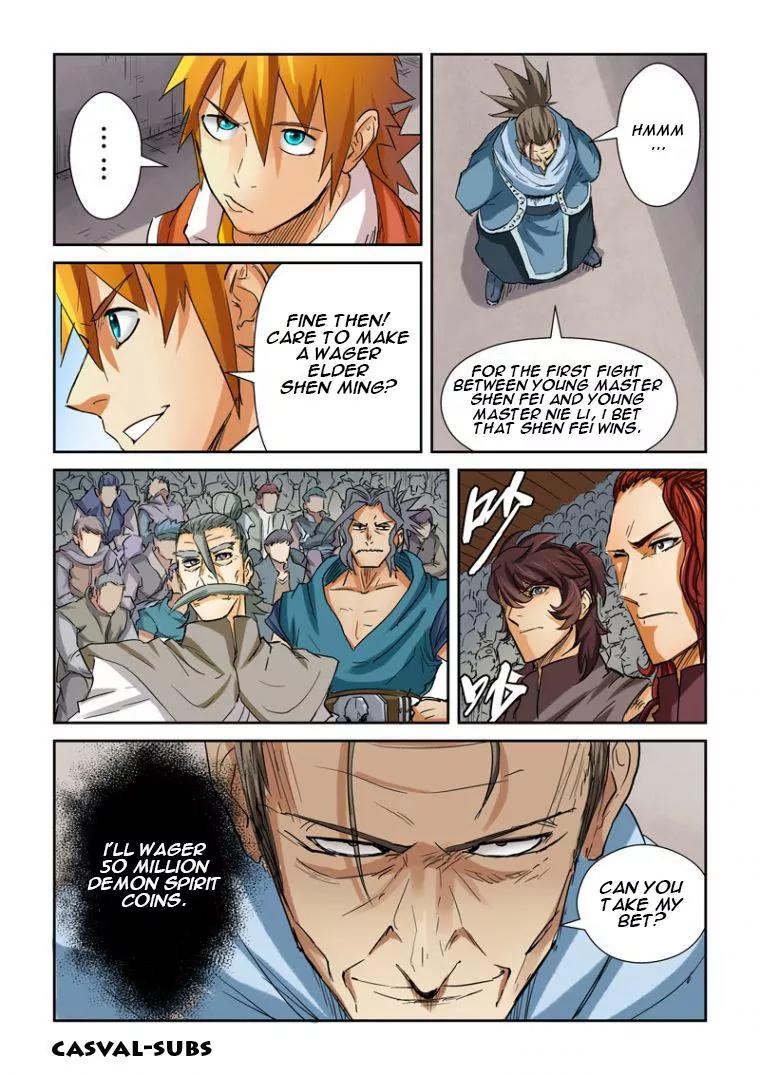 ......
HMMM
...
FINE THEN!
CARE TO MAKE
A WAGER
ELDER
SHEN MING?
FOR THE FIRST FIGHT
BETWEEN YOUNG MASTER
SHEN FEI AND YOUNG
MASTER NIE LI, I BET
THAT SHEN FEI WINS.
吵
吵
I'LL WAGER
50 MILLION
DEMON SPIRIT
COINS.
CAN YOU
TAKE MY
BET?
CASVAL-SUBS